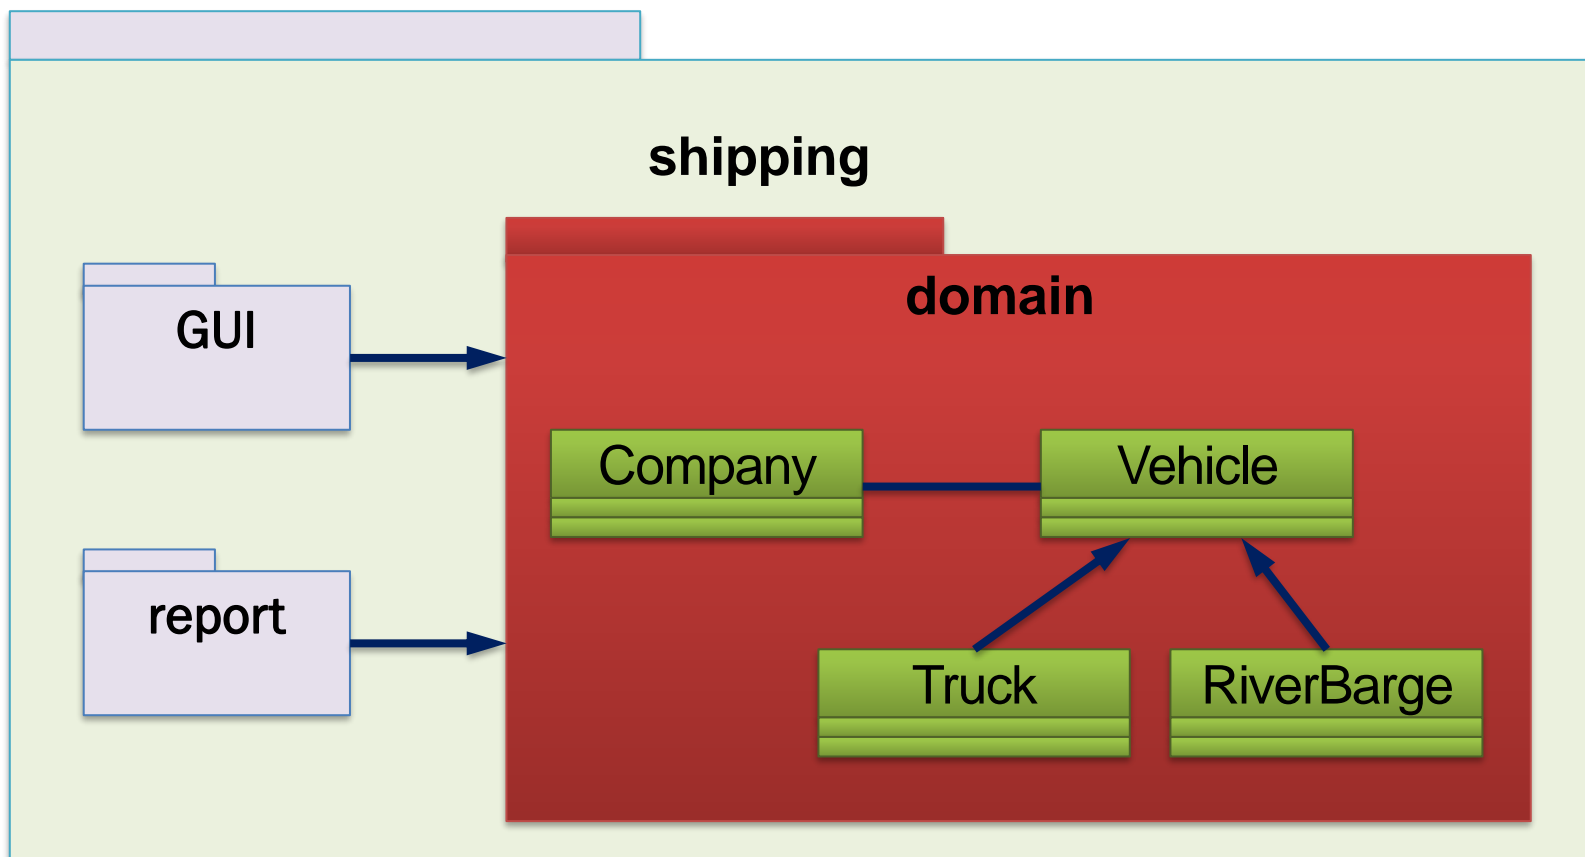 shipping
domain
GUI
Company
Vehicle
report
Truck
RiverBarge